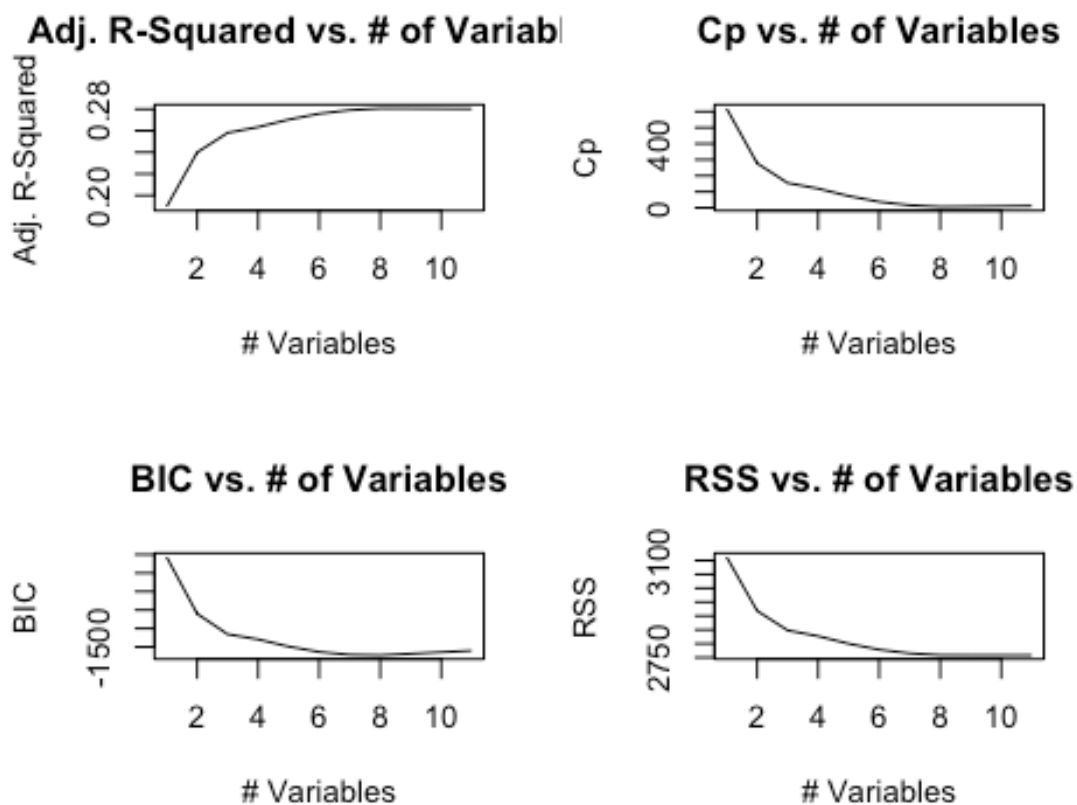 Adj. R-Squared vs. # of Variabl
Adj. R-Squared
0.28
0.20
2 4 6 8 10
# Variables
Cp vs. # of Variables
Cp
400
0
2 4 6 8 10
# Variables
BIC vs. # of Variables
BIC
-1500
2 4 6 8 10
# Variables
RSS vs. # of Variables
RSS
3100
2750
2 4 6 8 10
# Variables